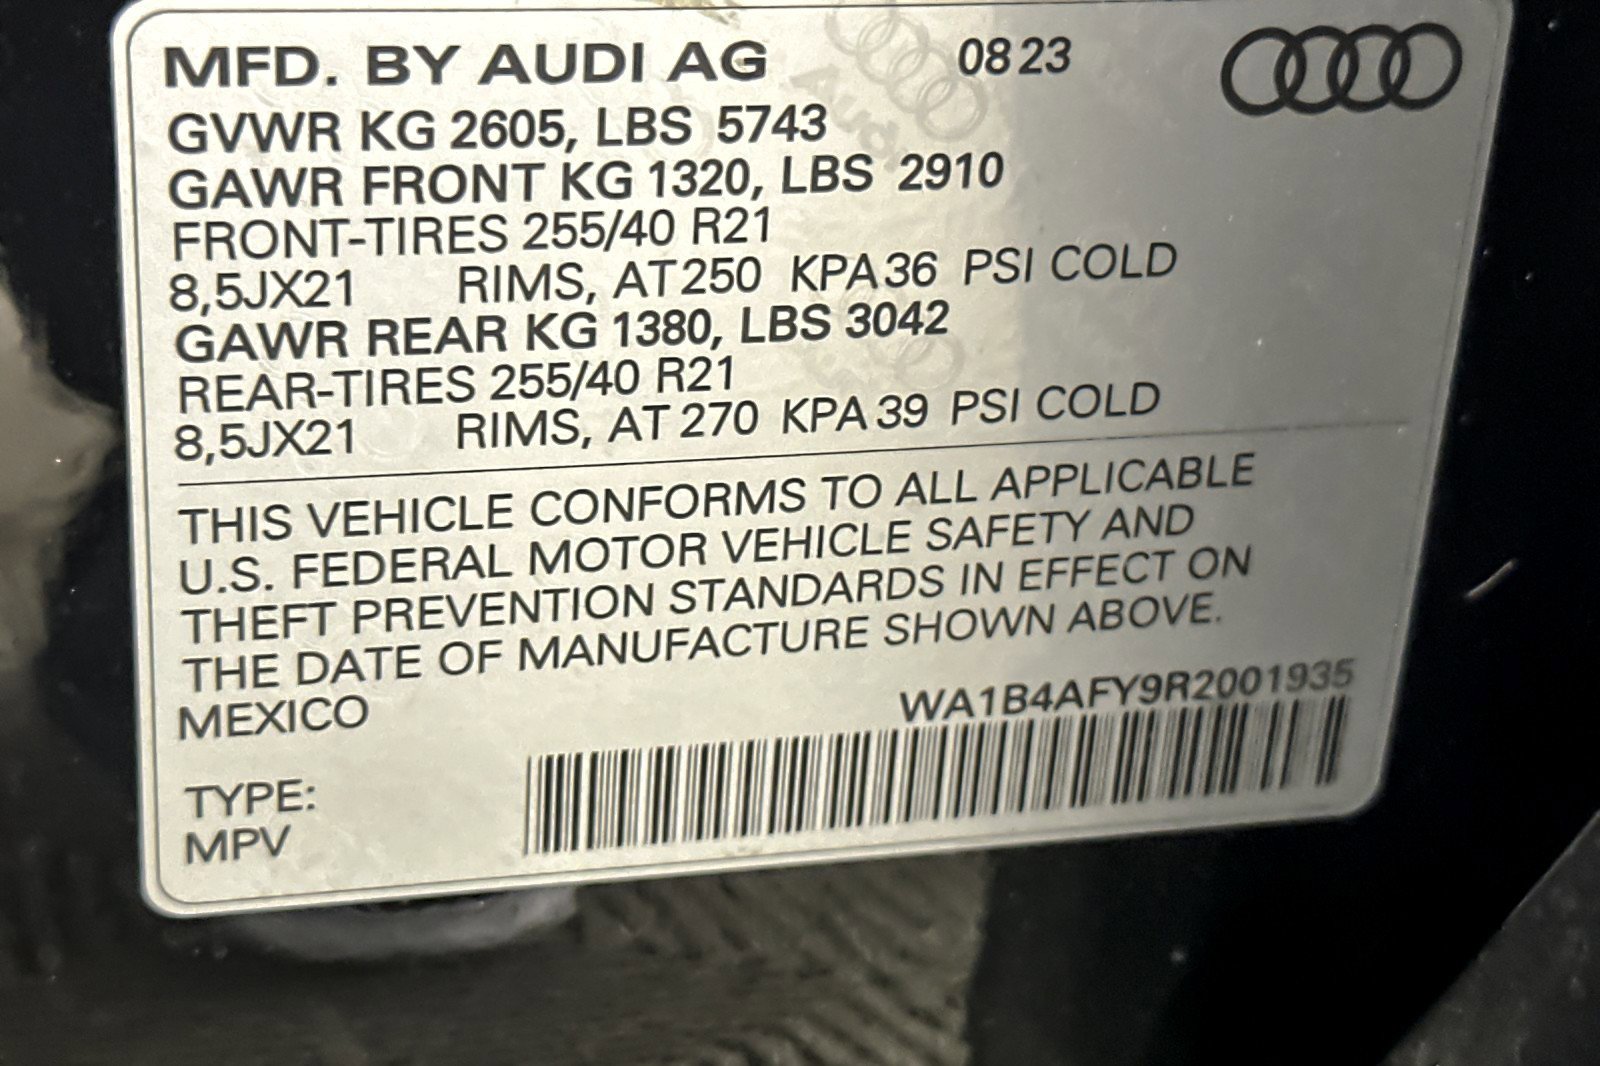 MFD. BY AUDI AG 08 23
GVWR KG 2605, LBS 5743
GAWR FRONT KG 1320, LBS 2910
FRONT-TIRES 255/40 R21
8,5JX21 RIMS, AT 250 KPA 36 PSI COLD
GAWR REAR KG 1380, LBS 3042
REAR-TIRES 255/40 R21
8,5JX21 RIMS, AT 270 KPA 39 PSI COLD
THIS VEHICLE CONFORMS TO ALL APPLICABLE
U.S. FEDERAL MOTOR VEHICLE SAFETY AND
THEFT PREVENTION STANDARDS IN EFFECT ON
THE DATE OF MANUFACTURE SHOWN ABOVE.
MEXICO
WA1B4AFY9R2001935
TYPE:
MPV